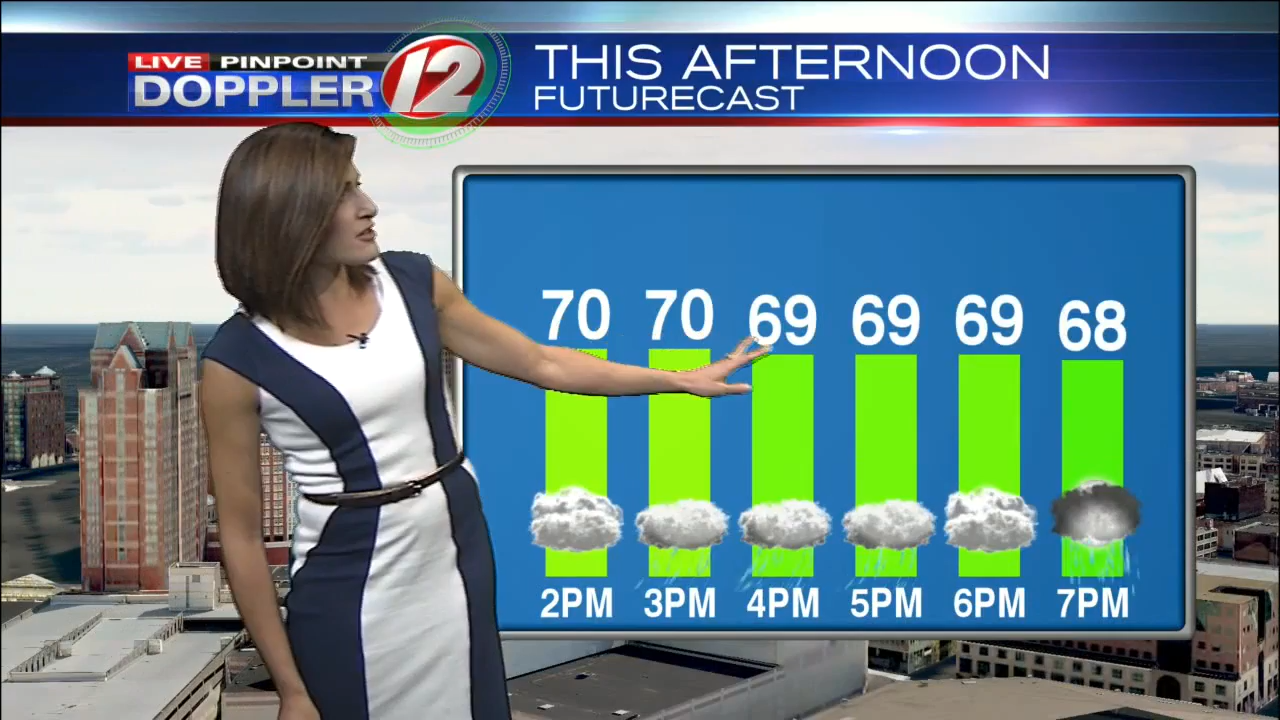 LIVE PINPOINT
DOPPLER 12
THIS AFTERNOON
FUTURECAST
70 70 69 69 69 68
2PM 3PM 4PM 5PM 6PM 7PM